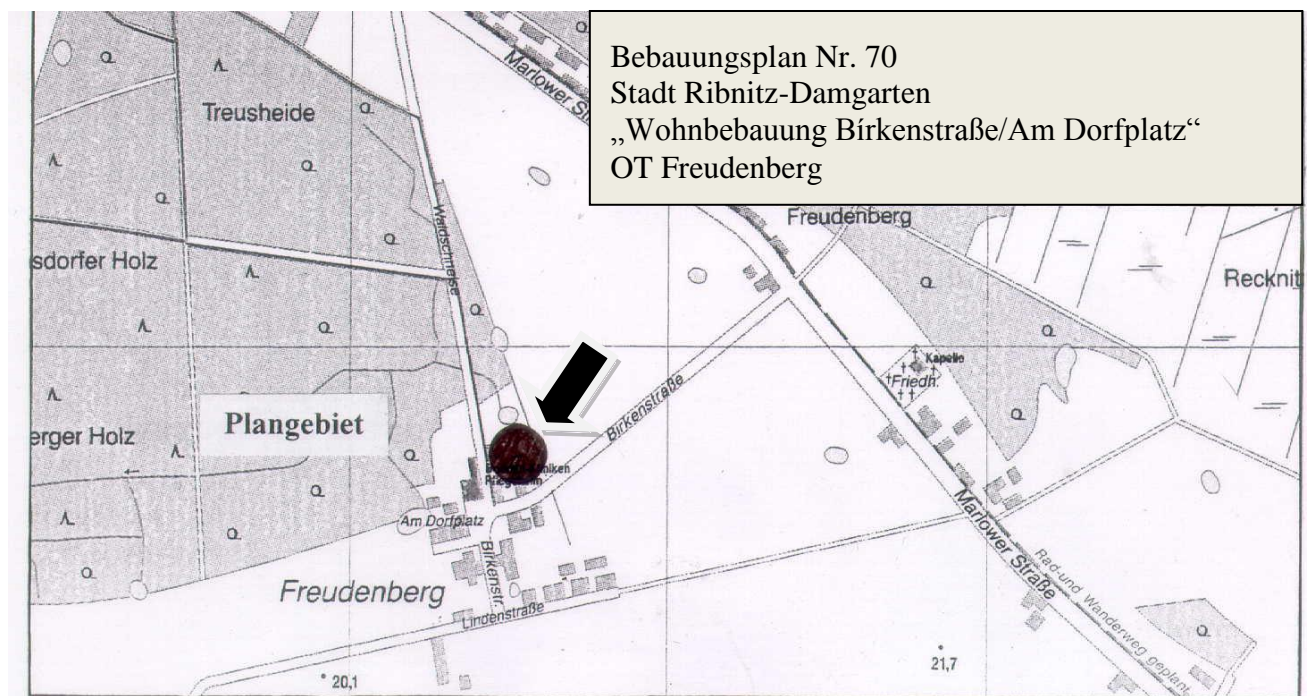 Bebauungsplan Nr. 70
Stadt Ribnitz-Damgarten
„Wohnbebauung Bírkenstraße/Am Dorfplatz“
OT Freudenberg
Marlower
Treusheide
Waldschneise
Freudenberg
sdorfer Holz
Recknit
Kapelle
Friedh.
Birkenstraße
Plangebiet
erger Holz
Am Dorfplatz
Birkenstr.
Freudenberg
Lindenstraße
Marlower Straße
Rad-und Wanderweg geplant
20,1
21,7